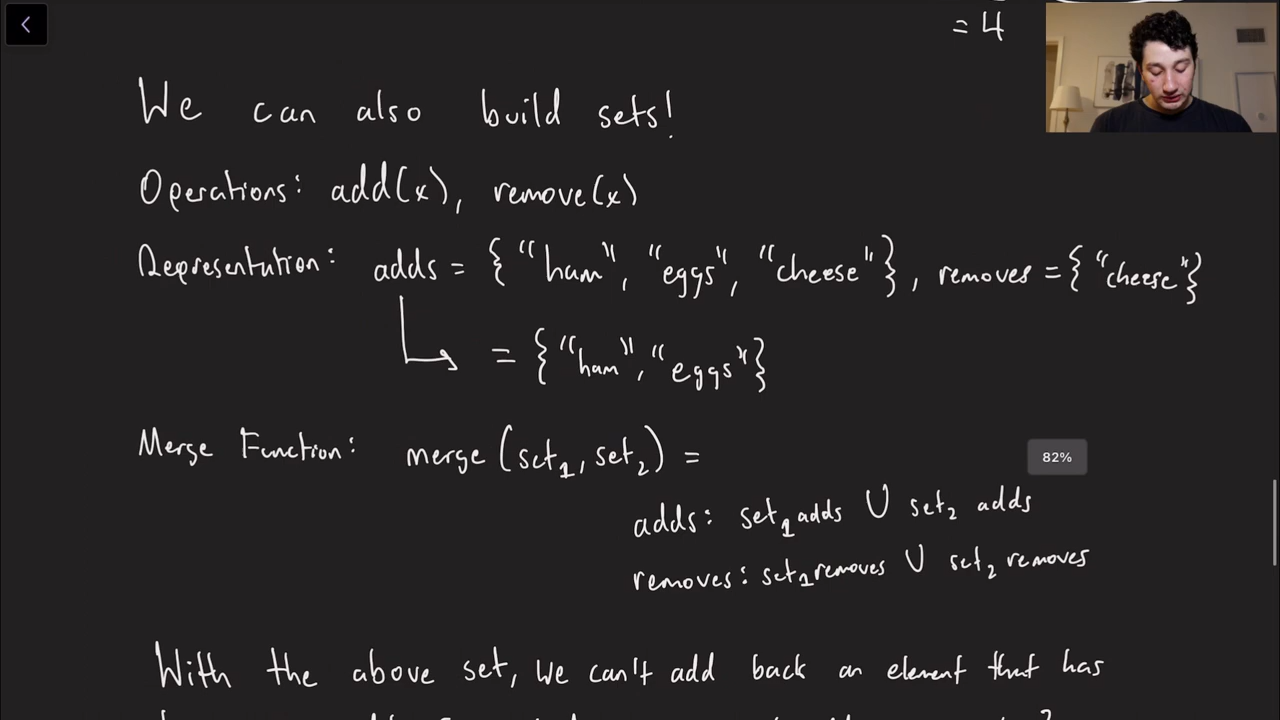 = 4
We can also build sets!
Operations: add(x), remove(x)
Representation: adds = {"ham", "eggs", "cheese"}, removes = {"cheese"}
= {"ham", "eggs"}
Merge Function: merge (set₁, set₂) =
82%
adds: set₁ adds ∪ set₂ adds
removes: set₁ removes ∪ set₂ removes
With the above set, we can't add back an element that has